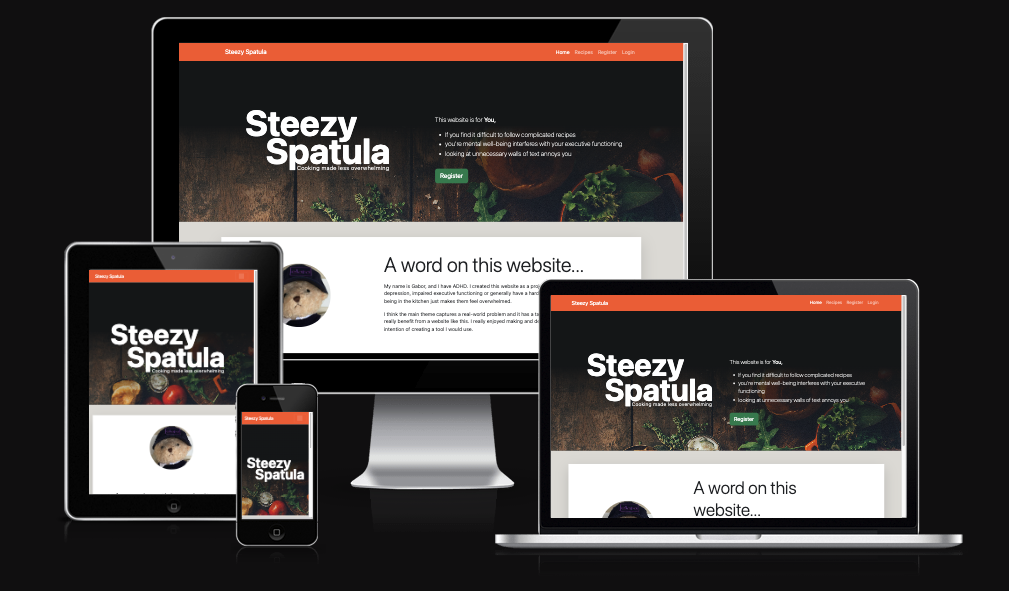 Steezy Spatula
Home Recipes Register Login
Steezy
Spatula
Cooking made less overwhelming
This website is for You,
If you find it difficult to follow complicated recipes
you're mental well-being interferes with your executive functioning
looking at unnecessary walls of text annoys you
Register
A word on this website...
My name is Gabor, and I have ADHD. I created this website as a proj
depression, impaired executive functioning or generally have a hard
being in the kitchen just makes them feel overwhelmed.
I think the main theme captures a real-world problem and it has a ta
really benefit from a website like this. I really enjoyed making and do
intention of creating a tool I would use.
Steezy Spatula
Steezy
Spatula
Cooking made less overwhelming
Steezy Spatula
Steezy
Spatula
Steezy Spatula
Home Recipes Register Login
Steezy
Spatula
Cooking made less overwhelming
This website is for You,
If you find it difficult to follow complicated recipes
you're mental well-being interferes with your executive
functioning
looking at unnecessary walls of text annoys you
Register
A word on this
website...